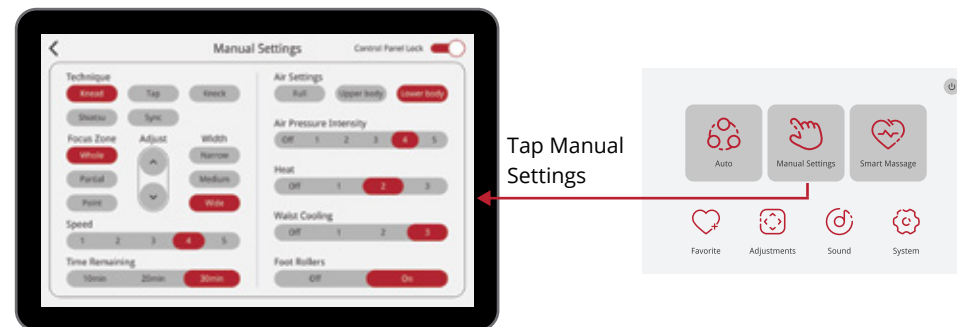 Manual Settings
Control Panel Lock
Technique
Knead Tap Knock
Shiatsu Sync
Focus Zone Adjust Width
Whole Narrow
Partial Medium
Point Wide
Speed
1 2 3 4 5
Time Remaining
10min 20min 30min
Air Settings
Full Upper body Lower body
Air Pressure Intensity
Off 1 2 3 4 5
Heat
Off 1 2 3
Waist Cooling
Off 1 2 3
Foot Rollers
Off On
Tap Manual
Settings
Auto Manual Settings Smart Massage
Favorite Adjustments Sound System